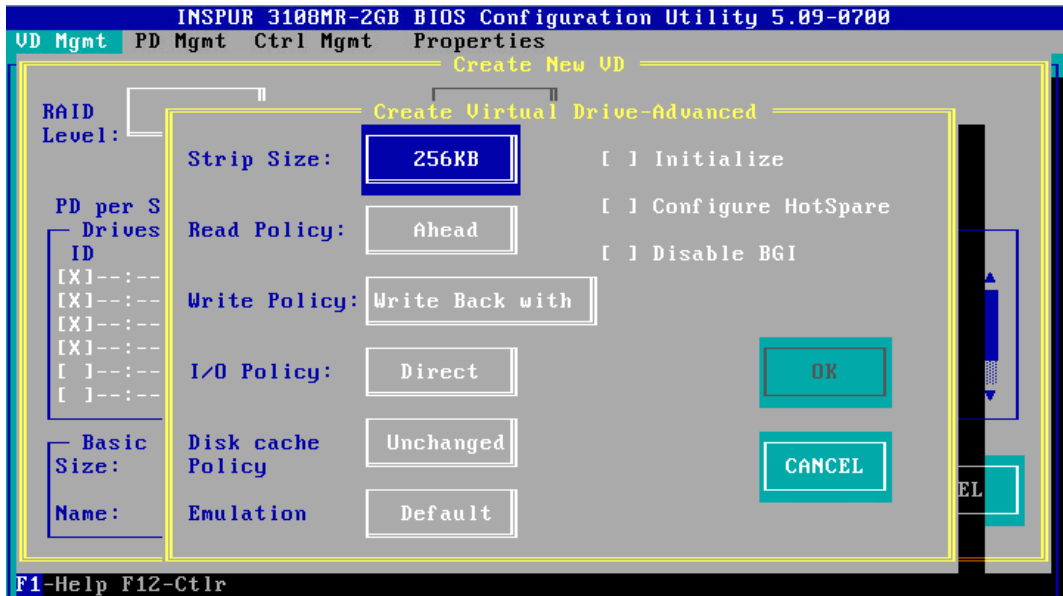 INSPUR 3108MR-2GB BIOS Configuration Utility 5.09-0700
VD Mgmt PD Mgmt Ctrl Mgmt Properties
Create New VD
RAID
Level:
Create Virtual Drive-Advanced
Strip Size: 256KB [ ] Initialize
PD per S
[ ] Configure HotSpare
Drives
Read Policy: Ahead
ID
[ ] Disable BGI
[X]--:--
[X]--:--
Write Policy: Write Back with
[X]--:--
[X]--:--
[ ]--:--
I/O Policy: Direct OK
[ ]--:--
Basic
Size:
Disk cache
Policy
Unchanged
CANCEL
EL
Name:
Emulation Default
F1-Help F12-Ctlr